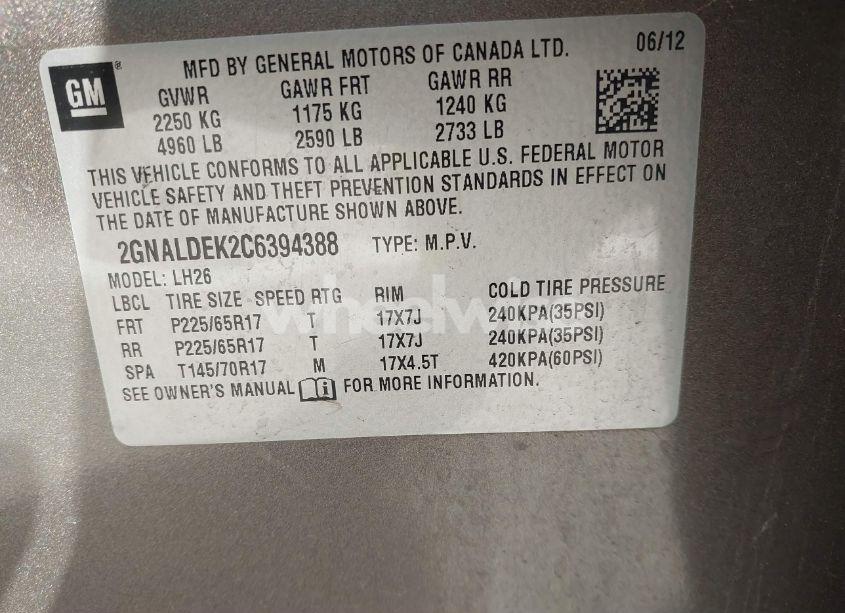 GM ®
MFD BY GENERAL MOTORS OF CANADA LTD. 06/12
GVWR GAWR FRT GAWR RR
2250 KG 1175 KG 1240 KG
4960 LB 2590 LB 2733 LB
THIS VEHICLE CONFORMS TO ALL APPLICABLE U.S. FEDERAL MOTOR
VEHICLE SAFETY AND THEFT PREVENTION STANDARDS IN EFFECT ON
THE DATE OF MANUFACTURE SHOWN ABOVE.
2GNALDEK2C6394388 TYPE: M.P.V.
MODEL: LH26
LBCL TIRE SIZE SPEED RTG RIM COLD TIRE PRESSURE
FRT P225/65R17 T 17X7J 240KPA(35PSI)
wheelwire
RR P225/65R17 T 17X7J 240KPA(35PSI)
SPA T145/70R17 M 17X4.5T 420KPA(60PSI)
SEE OWNER'S MANUAL i FOR MORE INFORMATION.